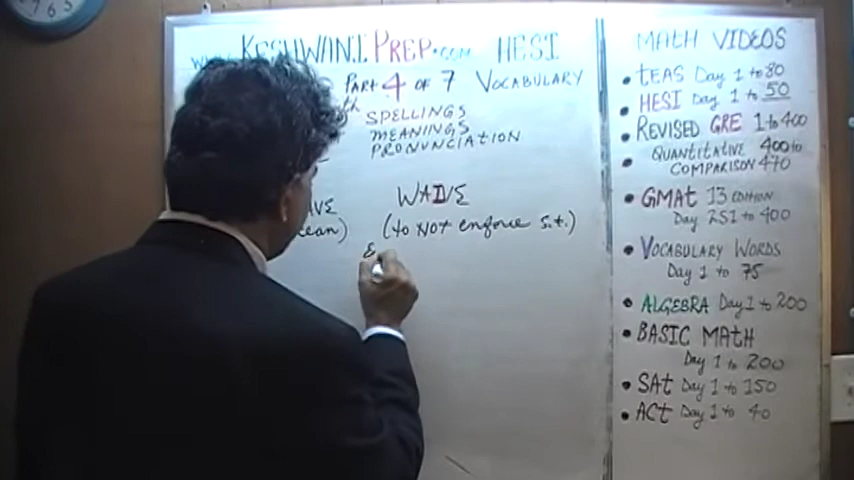 KESHWANI PREP.COM HESI
PART 4 OF 7 VOCABULARY
SPELLINGS
MEANINGS
PRONUNCIATION
WAIVE
(to NOT enforce s.t.)
MATH VIDEOS
• TEAS Day 1 to 80
• HESI Day 1 to 50
• REVISED GRE 1 to 400
• QUANTITATIVE 400 to
COMPARISON 470
• GMAT 13 EDITION
Day 251 to 400
• VOCABULARY WORDS
Day 1 to 75
• ALGEBRA Day 1 to 200
• BASIC MATH
Day 1 to 200
• SAT Day 1 to 150
• ACT Day 1 to 40